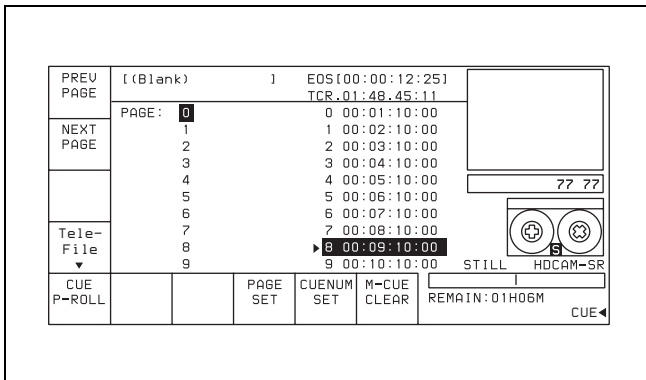 PREV PAGE
[(Blank) ] EOS[00:00:12:25]
TCR.01:48.45:11
NEXT PAGE
PAGE: 0 0 00:01:10:00
1 1 00:02:10:00
2 2 00:03:10:00
3 3 00:04:10:00
4 4 00:05:10:00
5 5 00:06:10:00
6 6 00:07:10:00
7 7 00:08:10:00
8 ▶8 00:09:10:00
9 9 00:10:10:00
Tele-File ▼
77 77
S
STILL HDCAM-SR
REMAIN:01H06M
CUE◀
CUE P-ROLL
PAGE SET
CUENUM SET
M-CUE CLEAR